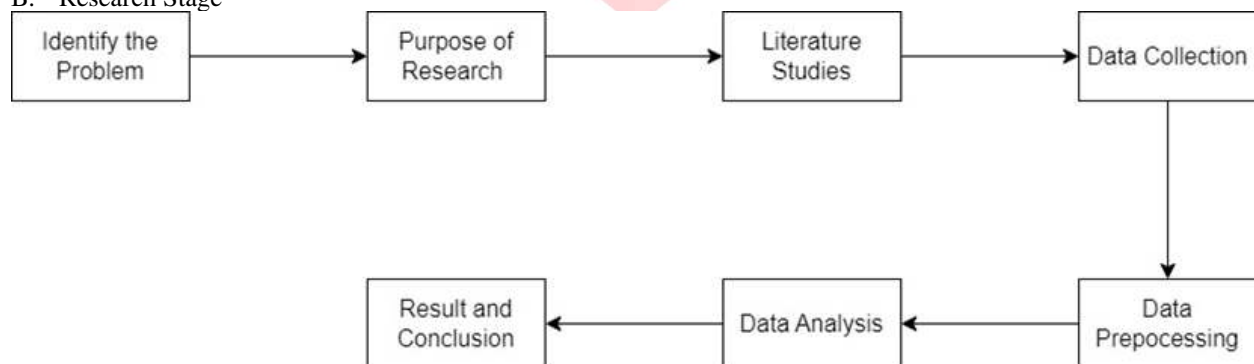 B. Research Stage
Identify the
Problem
Purpose of
Research
Literature
Studies
Data Collection
Result and
Conclusion
Data Analysis
Data
Prepocessing